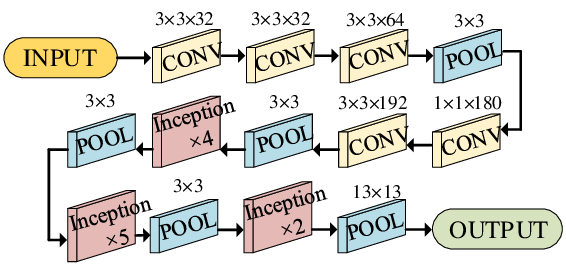 3×3×32 3×3×32 3×3×64 3×3
INPUT CONV CONV CONV POOL
3×3 3×3 3×3×192 1×1×180
POOL Inception ×4 POOL CONV CONV
3×3 13×13
Inception ×5 POOL Inception ×2 POOL OUTPUT